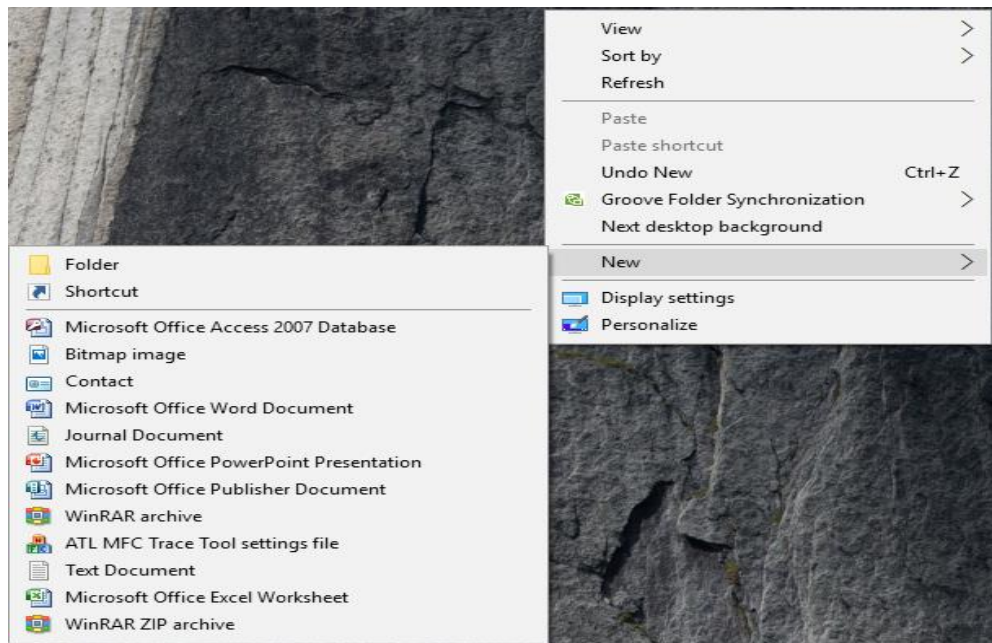 View
Sort by
Refresh
Paste
Paste shortcut
Undo New Ctrl+Z
Groove Folder Synchronization
Next desktop background
New
Display settings
Personalize
Folder
Shortcut
Microsoft Office Access 2007 Database
Bitmap image
Contact
Microsoft Office Word Document
Journal Document
Microsoft Office PowerPoint Presentation
Microsoft Office Publisher Document
WinRAR archive
ATL MFC Trace Tool settings file
Text Document
Microsoft Office Excel Worksheet
WinRAR ZIP archive